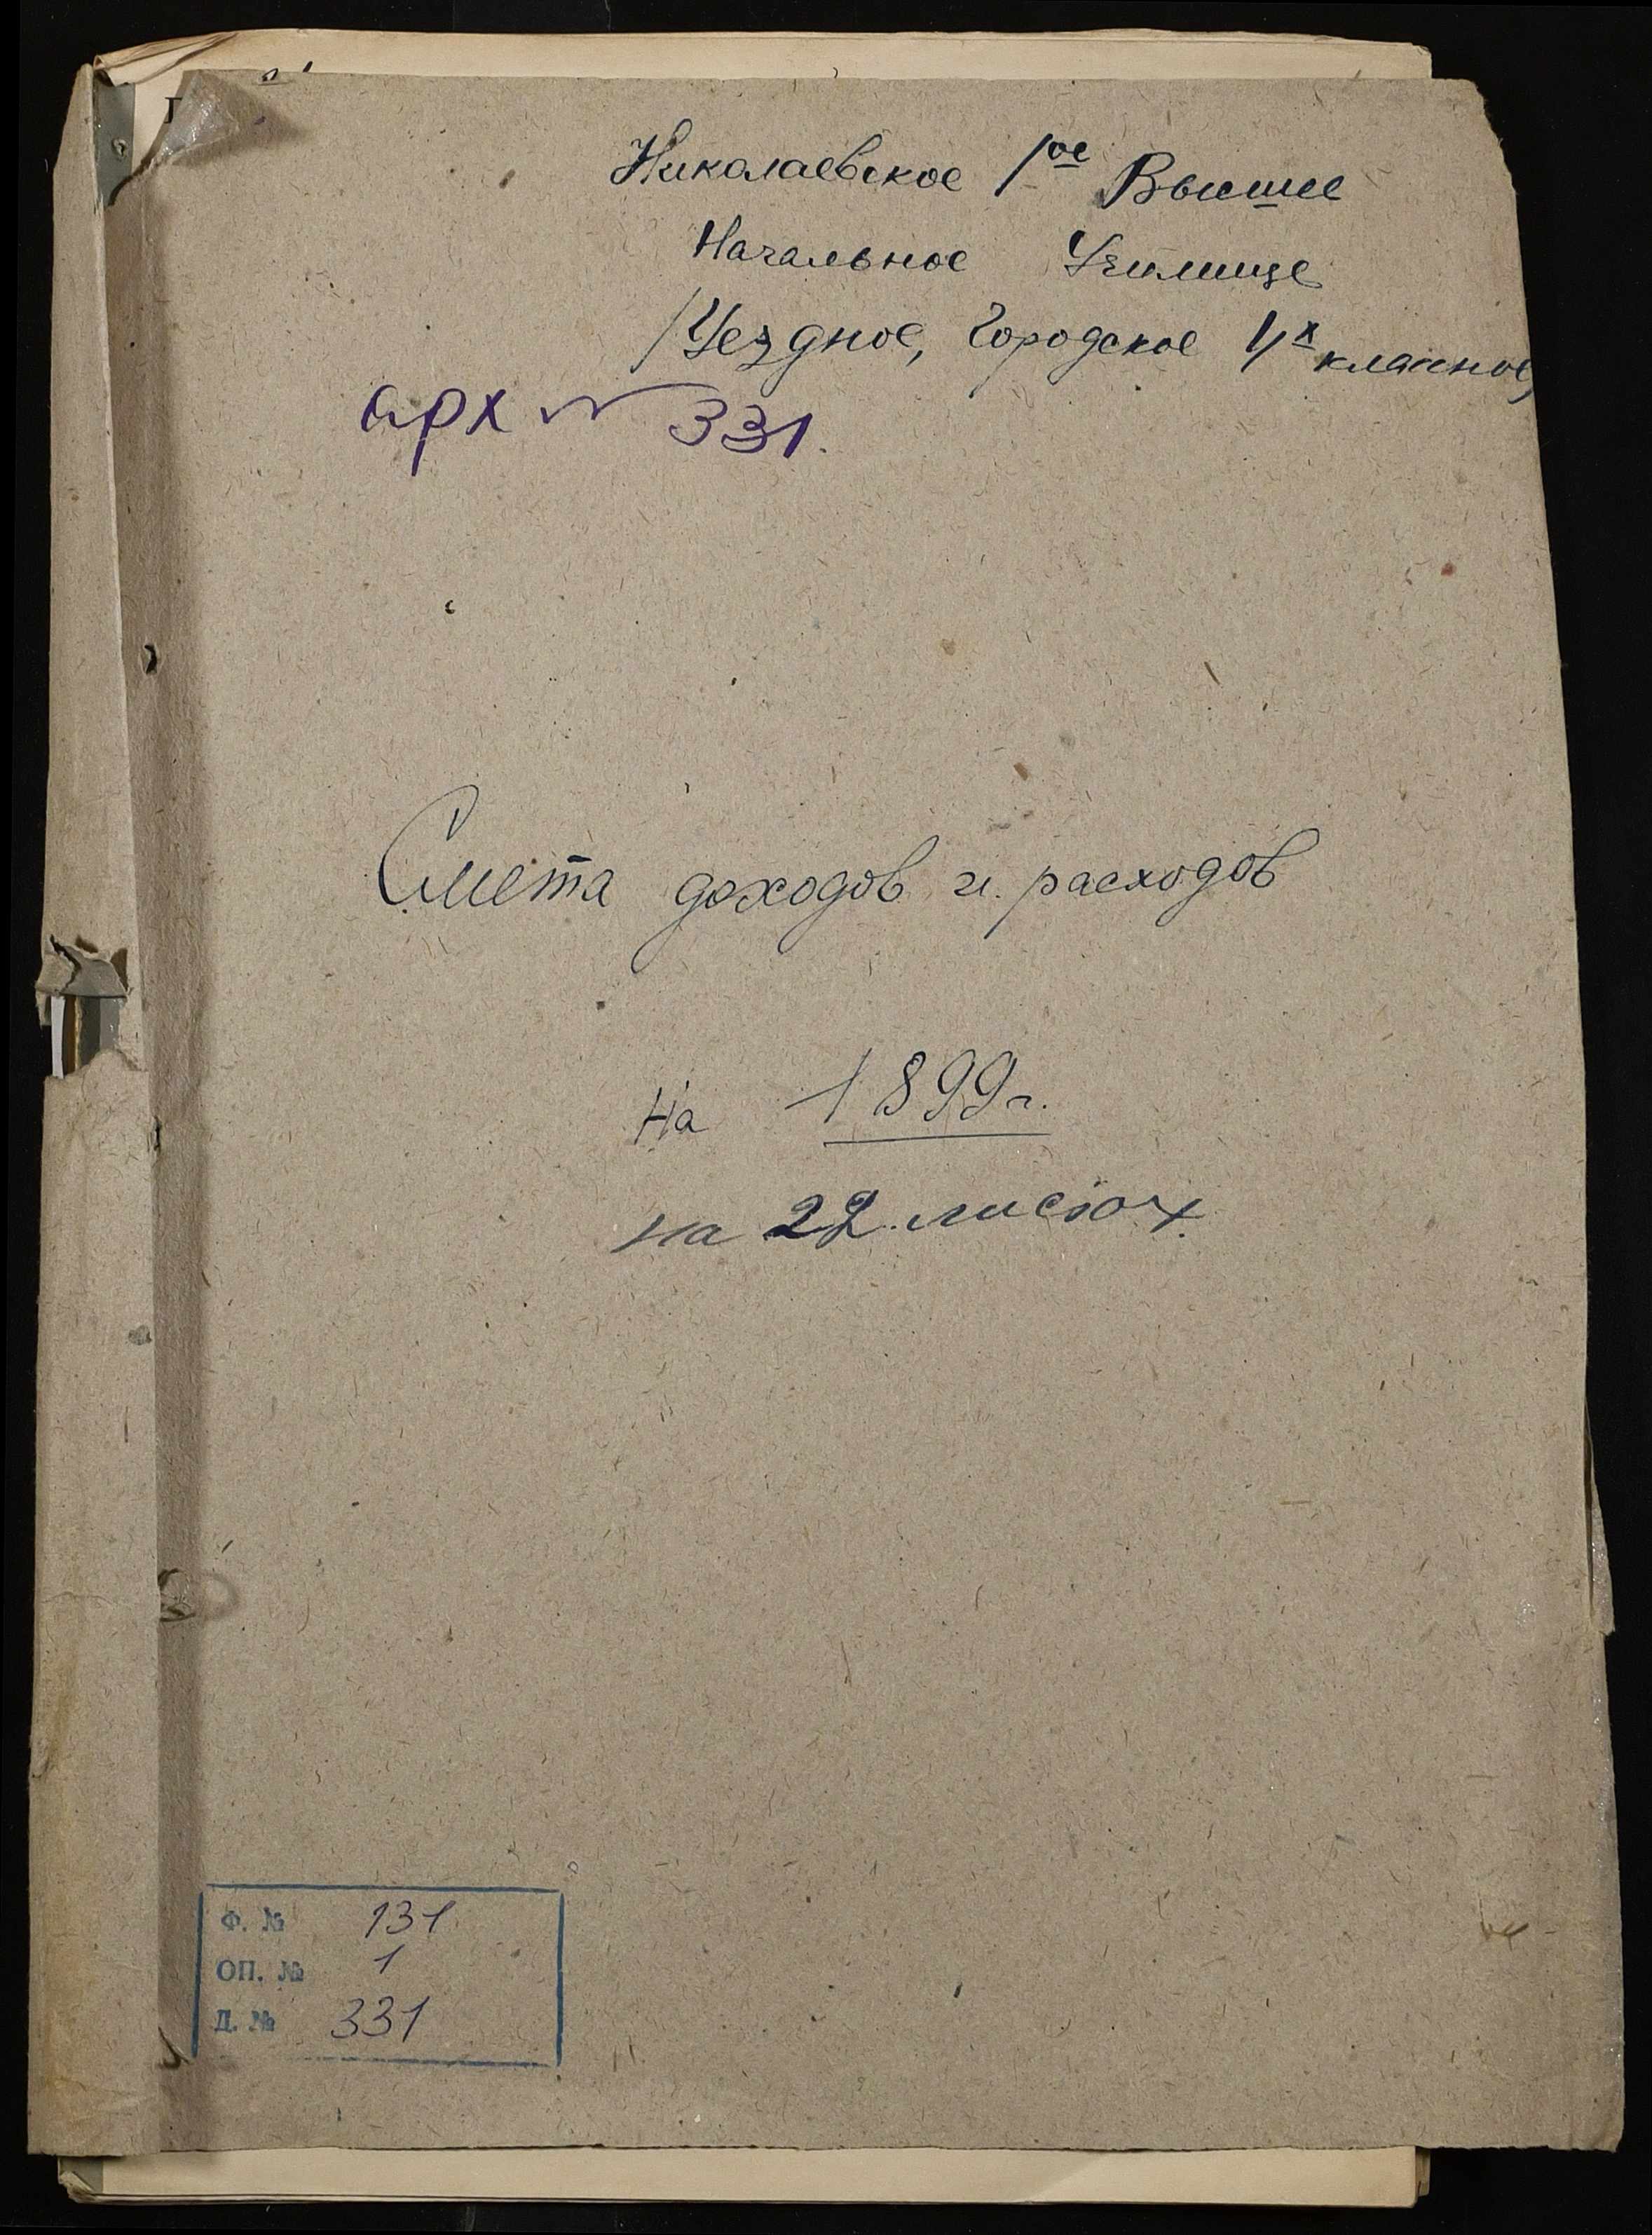 Николаевское 1ое Высшее
Начальное Училище
/Уездное, Городское 4х классное,
арх № 331.
Смета доходов и расходов
на 1899 г.
на 22 листах.
Ф. № 131
ОП. № 1
Д. № 331